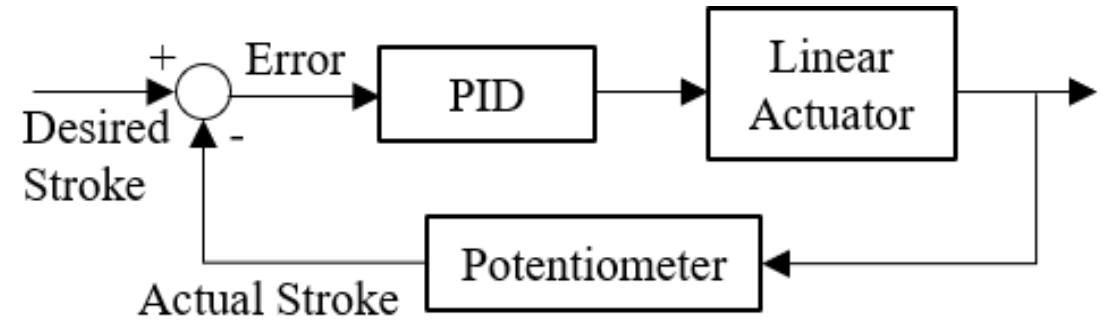 +
Error
Desired
Stroke
-
PID
Linear
Actuator
Potentiometer
Actual Stroke